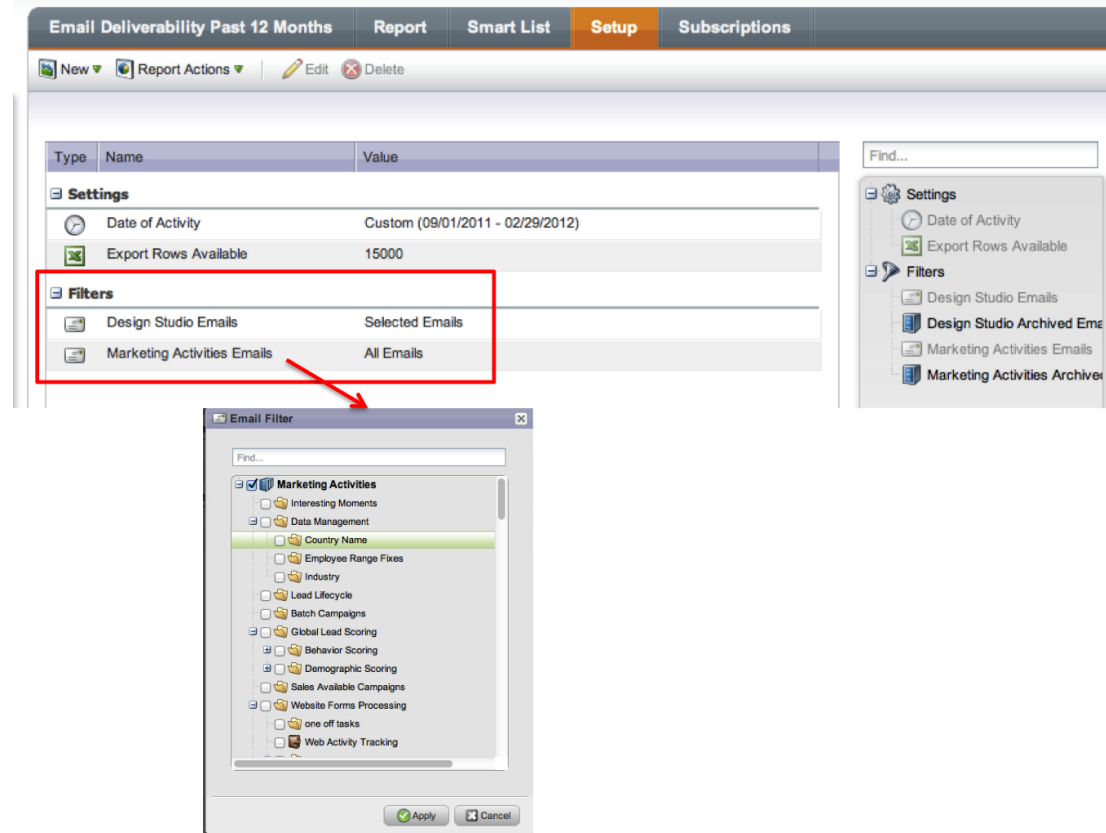 Email Deliverability Past 12 Months Report Smart List Setup Subscriptions
New Report Actions Edit Delete
Type Name Value
Find...
Settings
Date of Activity Custom (09/01/2011 - 02/29/2012)
Export Rows Available 15000
Filters
Design Studio Emails Selected Emails
Marketing Activities Emails All Emails
Settings
Date of Activity
Export Rows Available
Filters
Design Studio Emails
Design Studio Archived Ema
Marketing Activities Emails
Marketing Activities Archive
Email Filter
Find...
Marketing Activities
Interesting Moments
Data Management
Country Name
Employee Range Fixes
Industry
Lead Lifecycle
Batch Campaigns
Global Lead Scoring
Behavior Scoring
Demographic Scoring
Sales Available Campaigns
Website Forms Processing
one off tasks
Web Activity Tracking
Apply Cancel